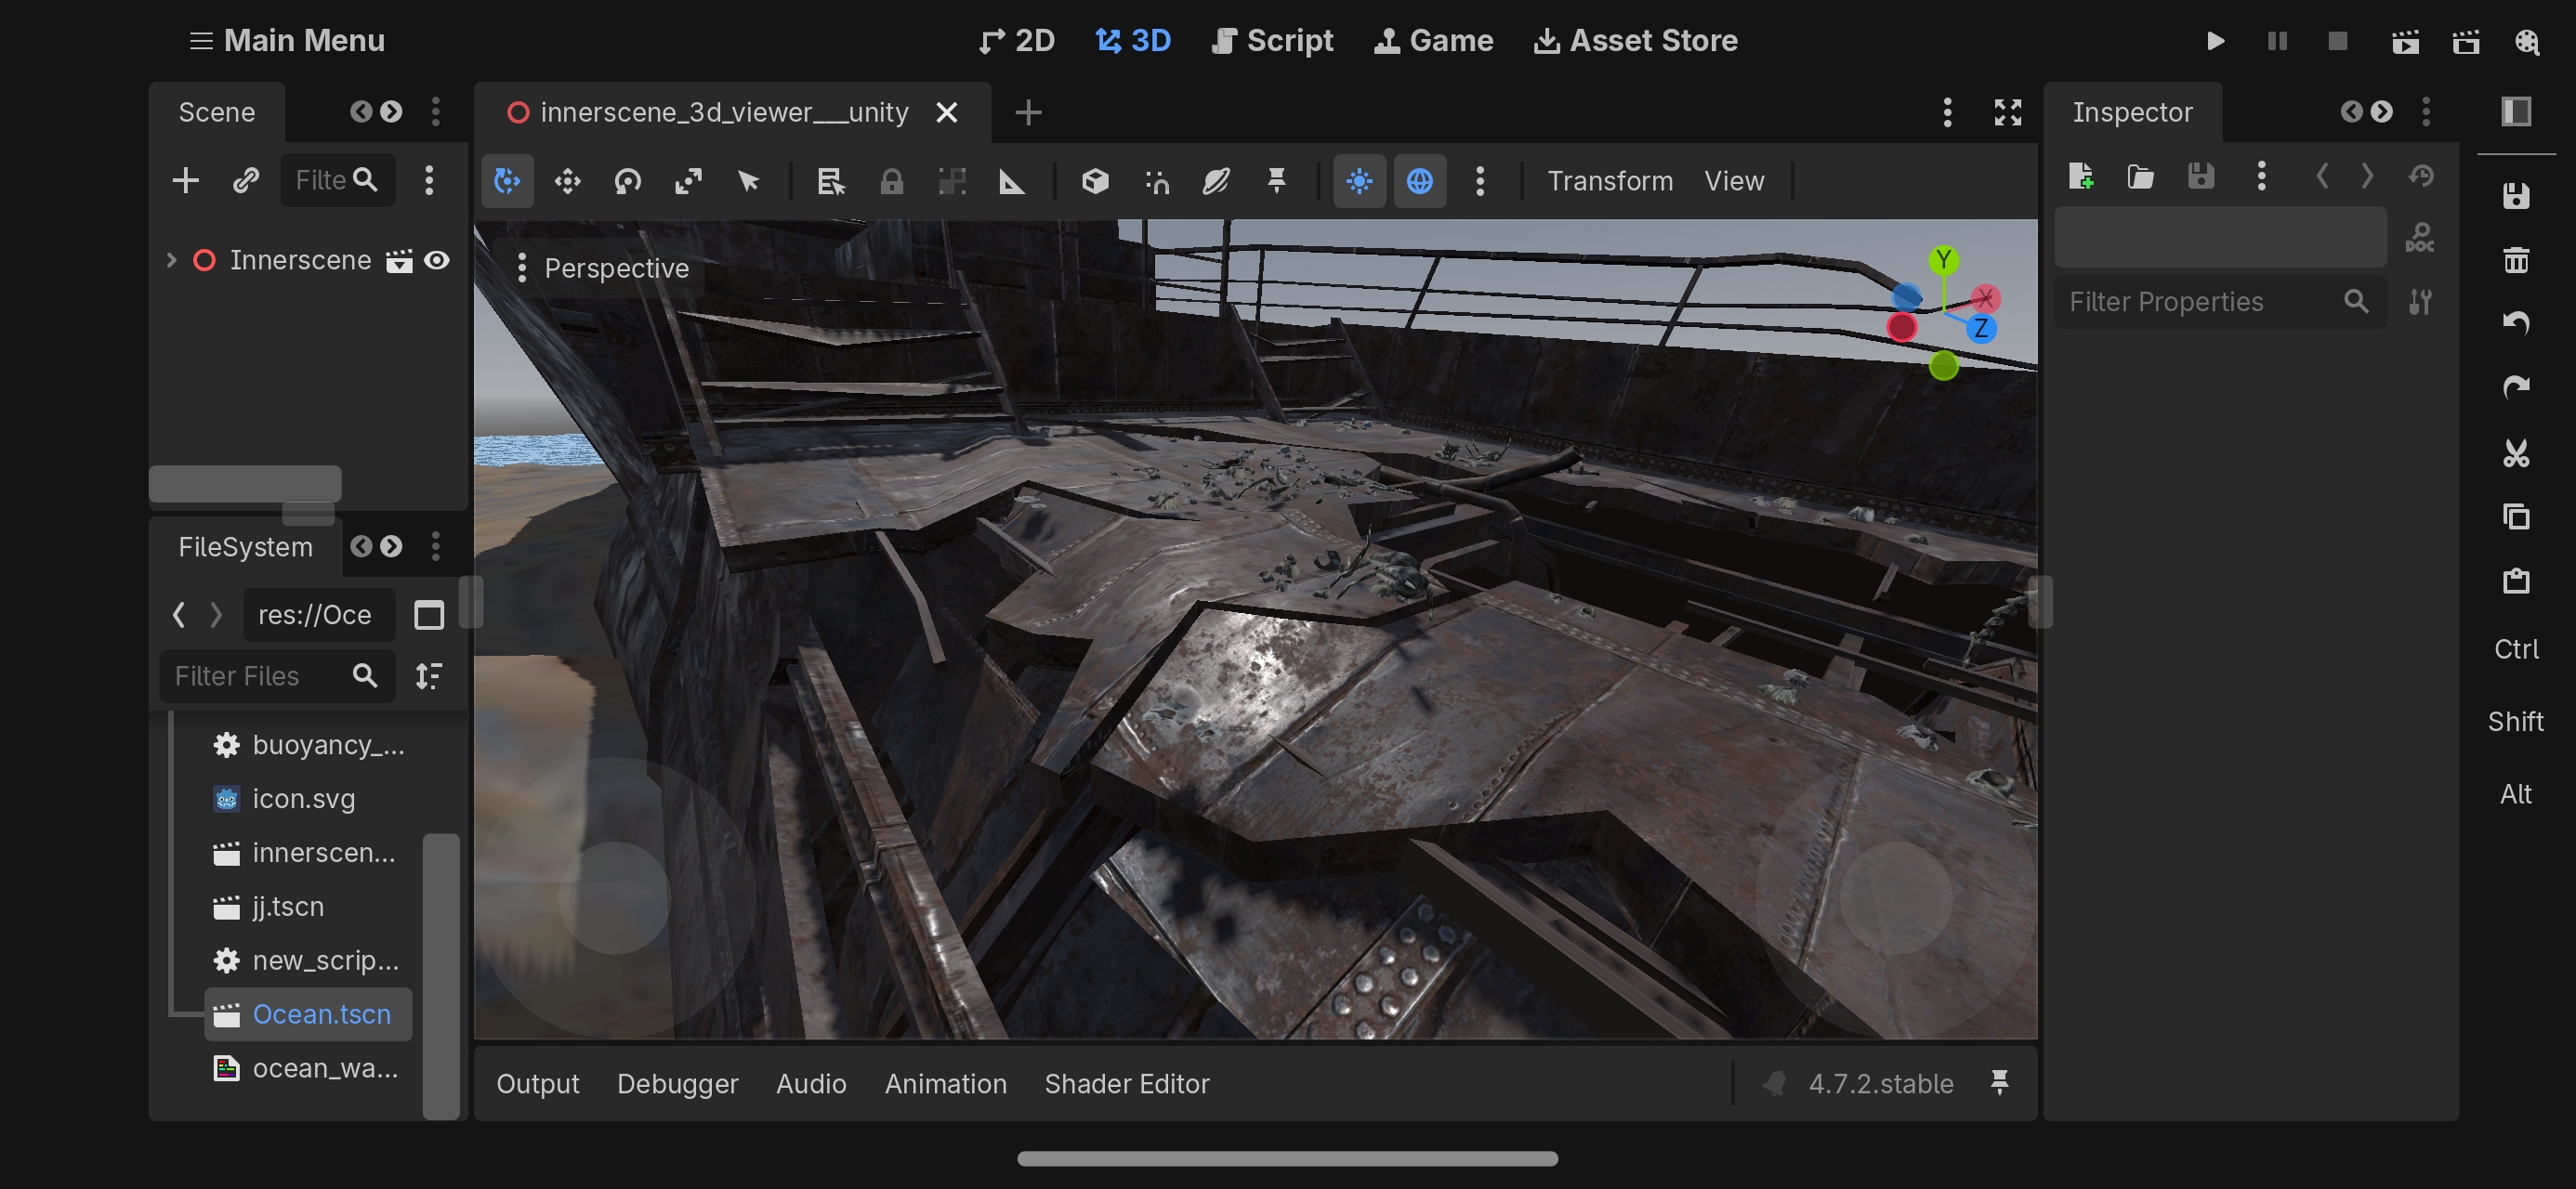 Main Menu
2D
3D
Script
Game
Asset Store
Scene
innerscene_3d_viewer___unity
Inspector
Filte
Transform
View
Innerscene
Perspective
Y
X
Z
DOC
Filter Properties
FileSystem
res://Oce
Filter Files
buoyancy_...
icon.svg
innerscen...
jj.tscn
new_scrip...
Ocean.tscn
ocean_wa...
Ctrl
Shift
Alt
Output
Debugger
Audio
Animation
Shader Editor
4.7.2.stable